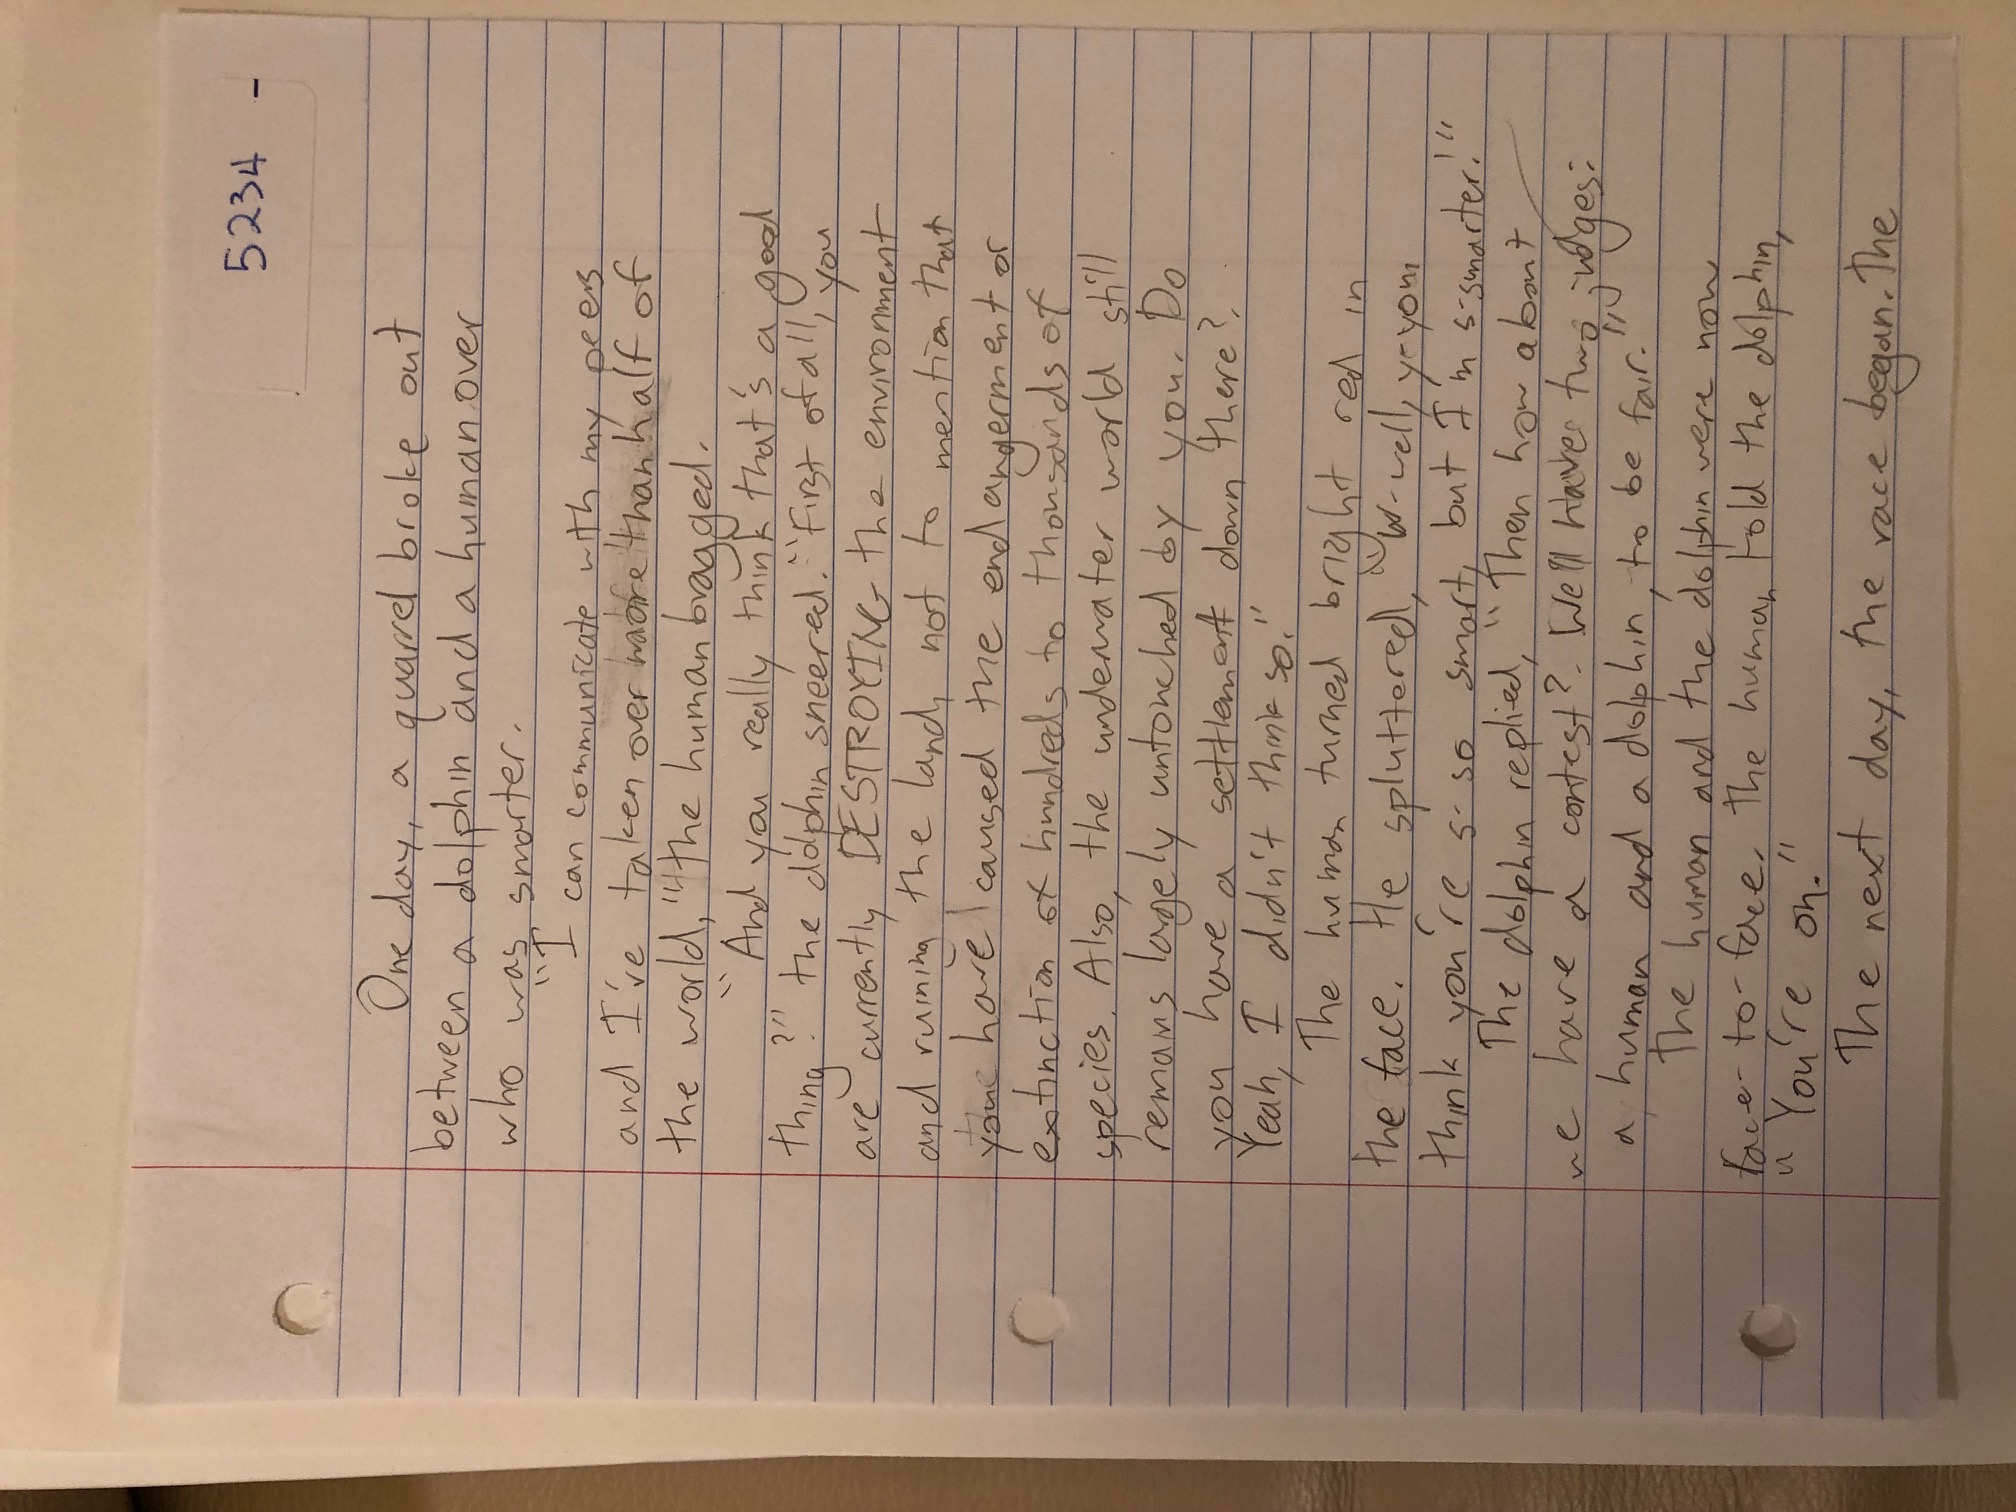 5234 -
One day, a quarrel broke out
between a dolphin and a human over
who was smarter.
"I can communicate with my peers
and I've taken over more than half of
the world," the human bragged.
"And you really think that's a good
thing?" the dolphin sneered. "First of all, you
are currently DESTROYING the environment
and ruining the land, not to mention that
you have caused the endangerment or
extinction of hundreds to thousands of
species. Also, the underwater world still
remains largely untouched by you. Do
you have a settlement down there?
Yeah, I didn't think so."
The human turned bright red in
the face. He spluttered, "W-well, y-you
think you're s-so smart, but I'm s-smarter!"
The dolphin replied, "Then how about
we have a contest? We'll have two judges:
a human and a dolphin, to be fair."
The human and the dolphin were now
face-to-face. The human told the dolphin,
"You're on."
The next day, the race began. The